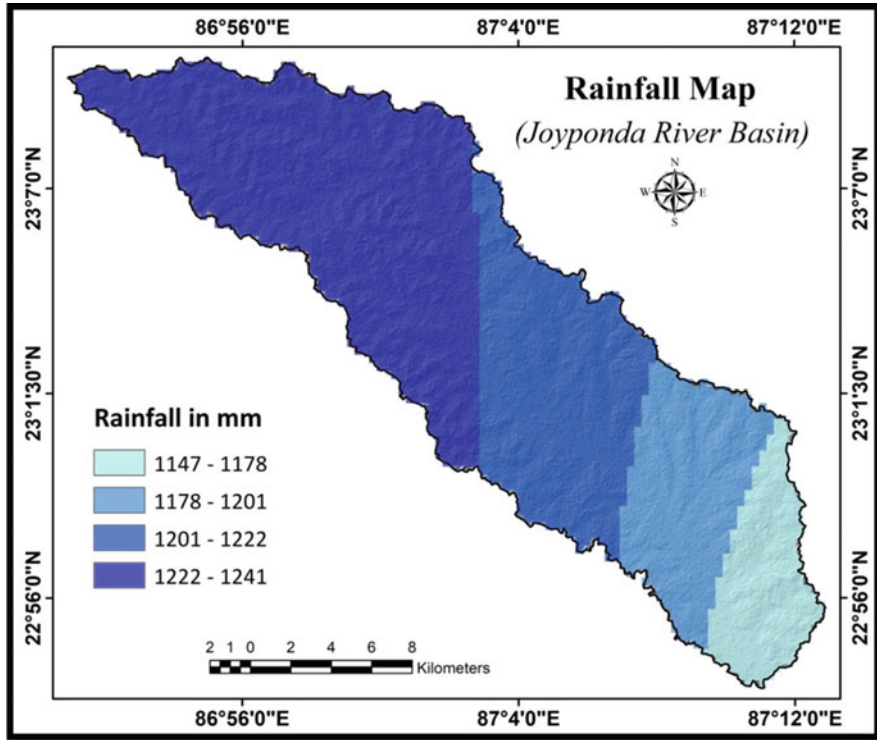 86°56'0"E 87°4'0"E 87°12'0"E
Rainfall Map
(Joyponda River Basin)
N
W E
S
23°7'0"N 23°7'0"N
23°1'30"N 23°1'30"N
Rainfall in mm
1147 - 1178
1178 - 1201
1201 - 1222
1222 - 1241
22°56'0"N 22°56'0"N
2 1 0 2 4 6 8
Kilometers
86°56'0"E 87°4'0"E 87°12'0"E